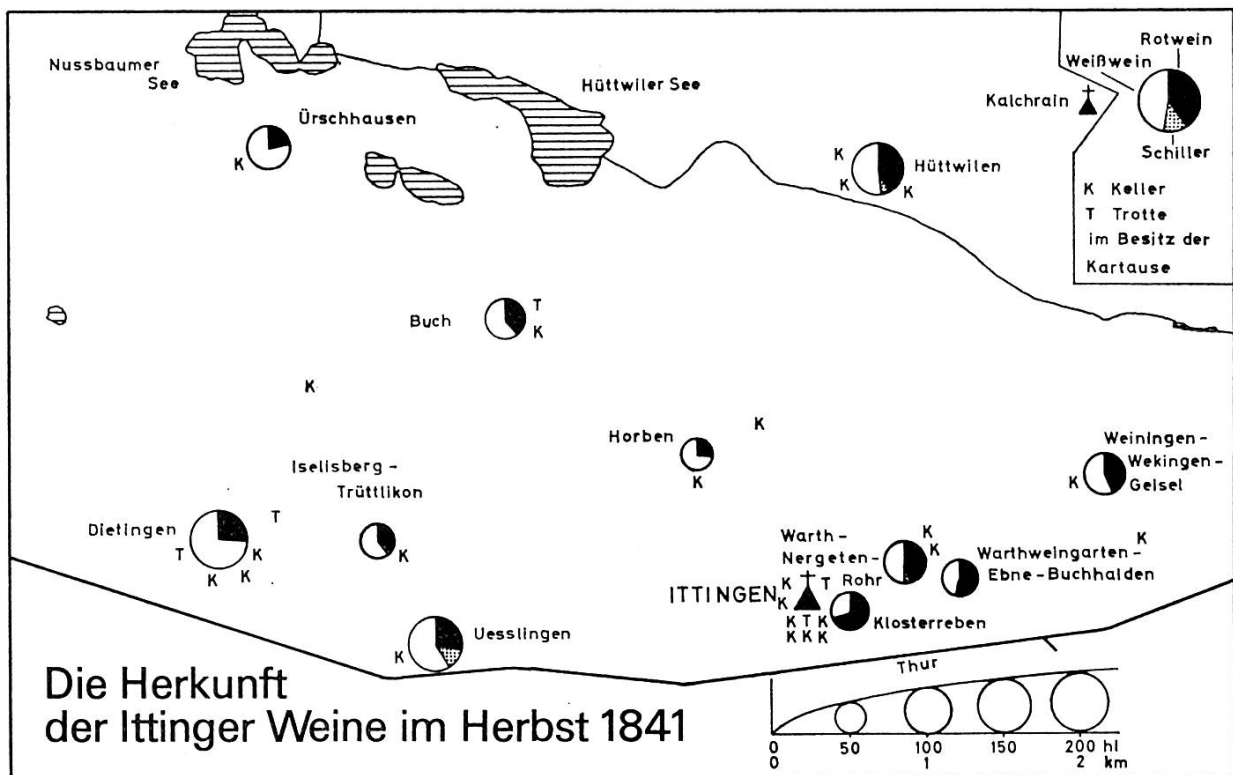 Nussbaumer
See
Hüttwiler See
Ürschhausen
K
Kalchrain
Rotwein
Weißwein
Schiller
K Keller
T Trotte
im Besitz der
Kartause
K
K
K
Hüttwilen
Buch
T
K
K
Horben
K
K
Weiningen-
Wekingen-
Geisel
K
Iselisberg-
Trüttlikon
K
Dietingen
T
T
K
K
K
Uesslingen
K
Warth-
Nergeten-
Rohr
K
K
K
Warthweingarten-
Ebne-Buchhalden
ITTINGEN
K
T
K
K T K
K K K
Klosterreben
Thur
Die Herkunft
der Ittinger Weine im Herbst 1841
0 50 100 150 200 hl
0 1 2 km